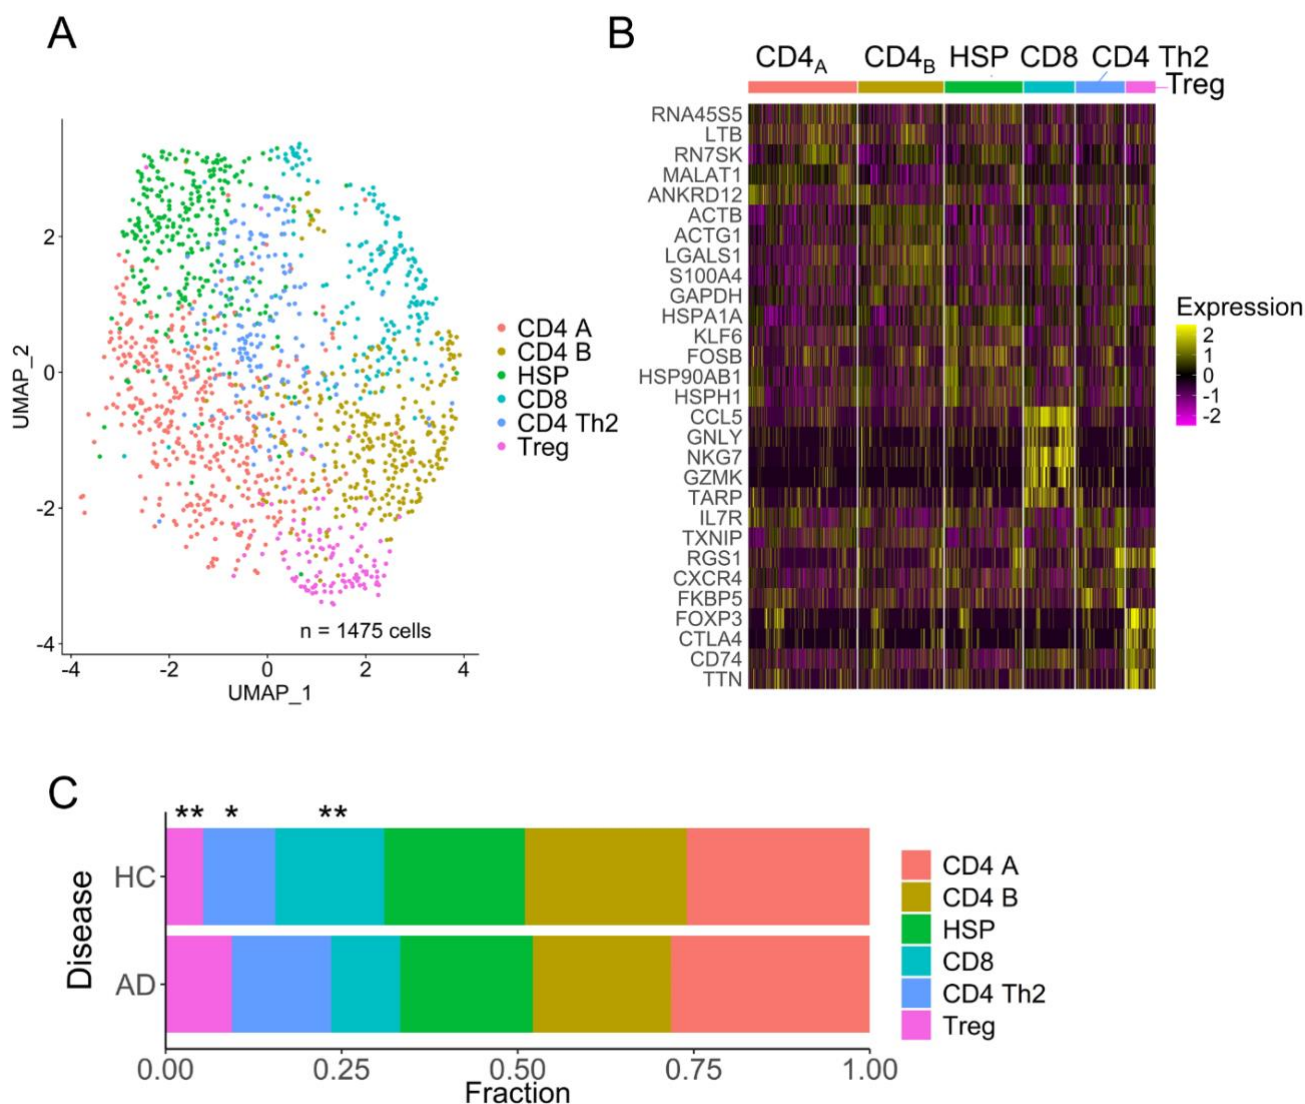 A
UMAP_2
2
0
-2
-4
-4
-2
0
2
4
UMAP_1
n = 1475 cells
CD4 A
CD4 B
HSP
CD8
CD4 Th2
Treg
B
CD4A CD4B HSP CD8 CD4 Th2
Treg
RNA45S5
LTB
RN7SK
MALAT1
ANKRD12
ACTB
ACTG1
LGALS1
S100A4
GAPDH
HSPA1A
KLF6
FOSB
HSP90AB1
HSPH1
CCL5
GNLY
NKG7
GZMK
TARP
IL7R
TXNIP
RGS1
CXCR4
FKBP5
FOXP3
CTLA4
CD74
TTN
Expression
2
1
0
-1
-2
C
** * **
Disease
HC
AD
0.00 0.25 0.50 0.75 1.00
Fraction
CD4 A
CD4 B
HSP
CD8
CD4 Th2
Treg